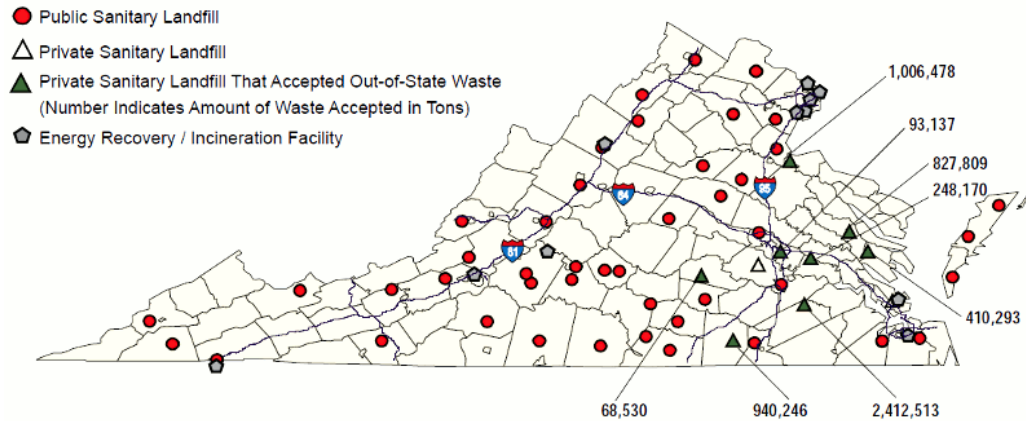 Public Sanitary Landfill
Private Sanitary Landfill
Private Sanitary Landfill That Accepted Out-of-State Waste
(Number Indicates Amount of Waste Accepted in Tons)
Energy Recovery / Incineration Facility
1,006,478
93,137
827,809
248,170
64
95
81
410,293
68,530
940,246
2,412,513